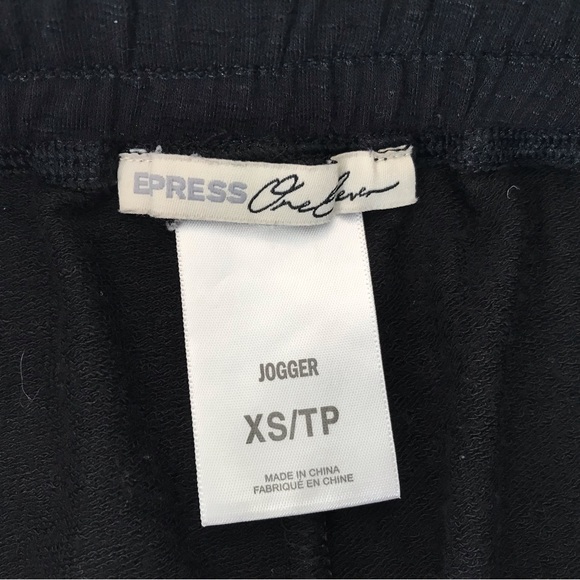 EPRESS One Eleven
JOGGER
XS/TP
MADE IN CHINA
FABRIQUÉ EN CHINE